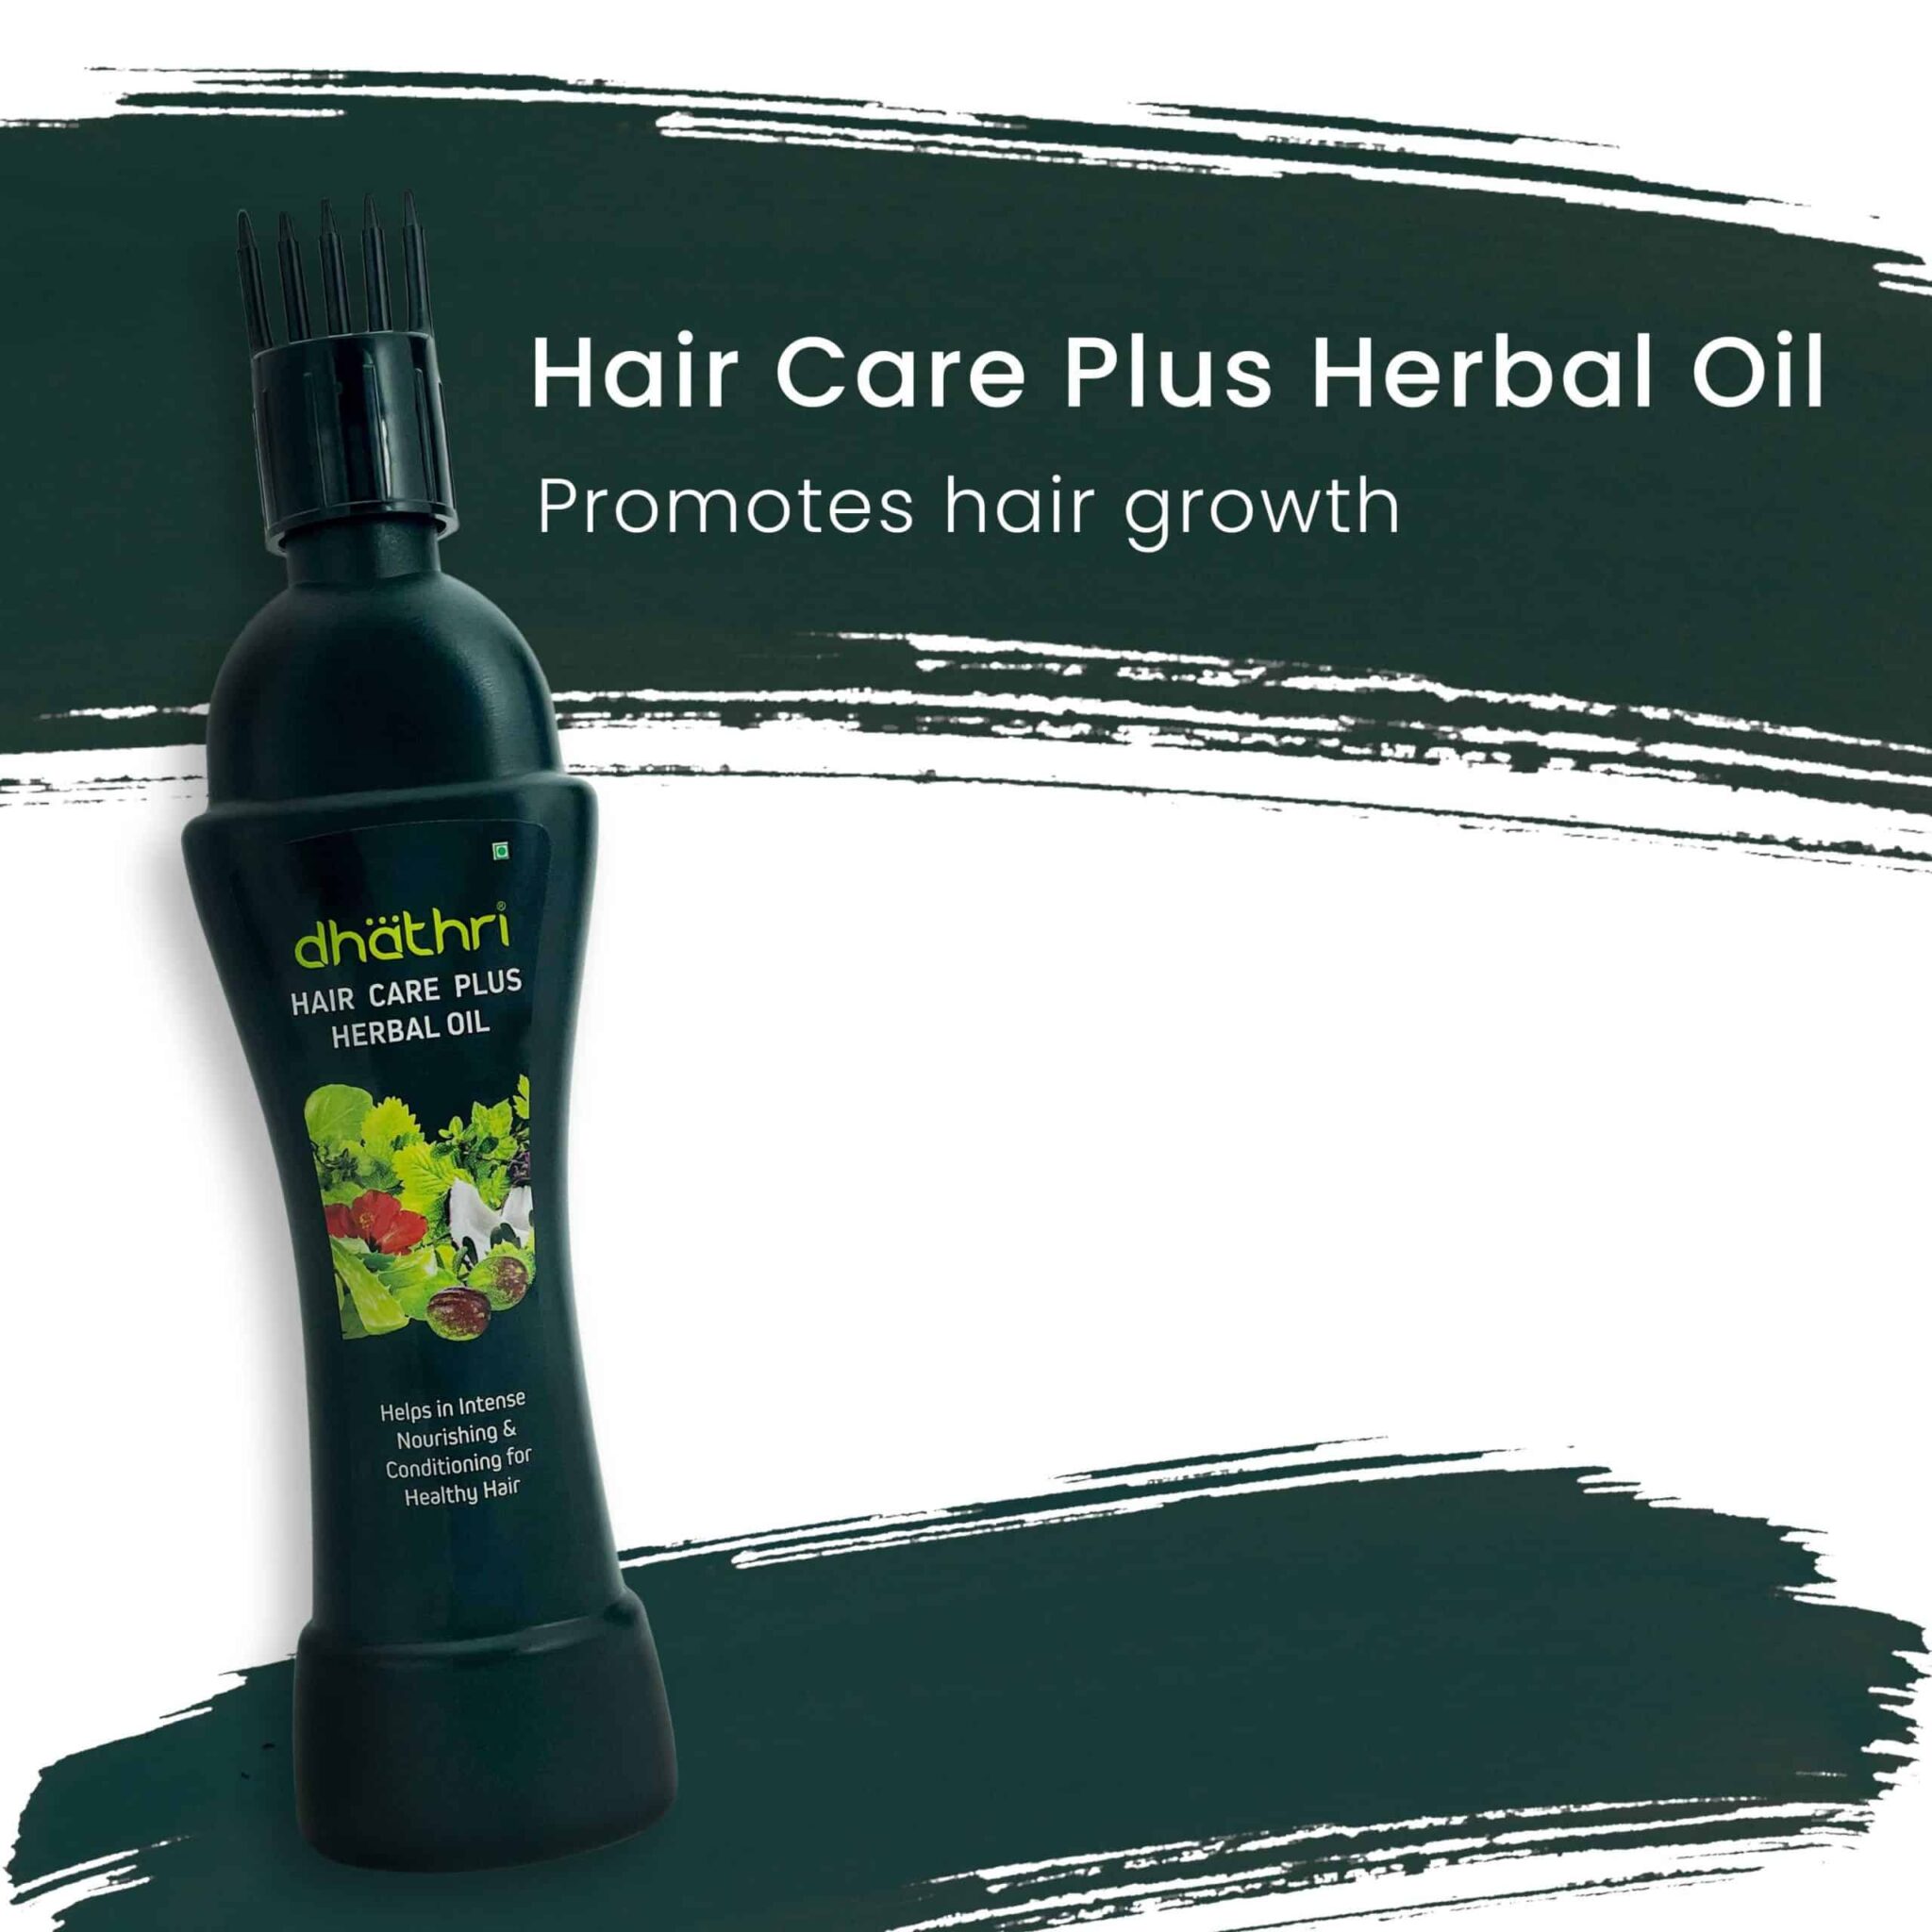 Hair Care Plus Herbal Oil
Promotes hair growth
dhäthri®
HAIR CARE PLUS
HERBAL OIL
Helps in Intense
Nourishing &
Conditioning for
Healthy Hair